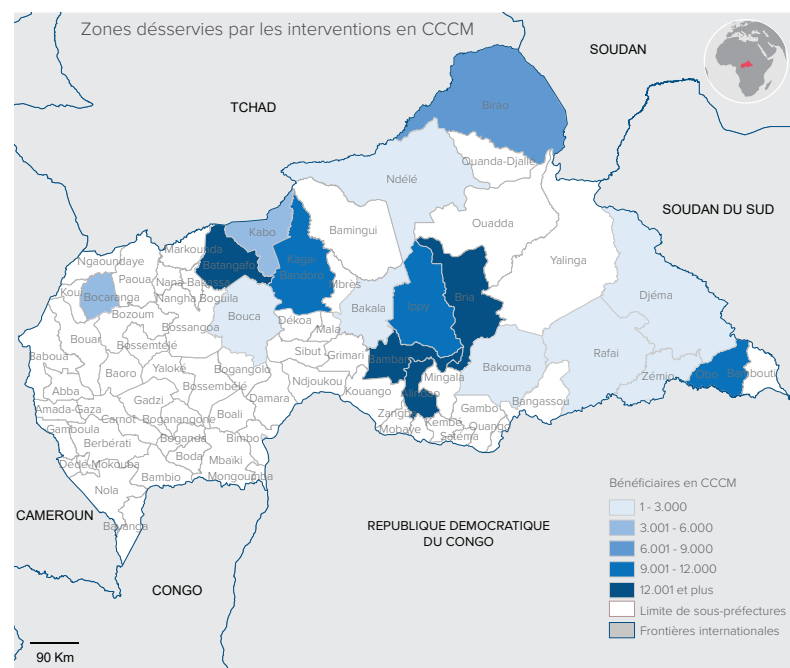 Zones désservies par les interventions en CCCM
SOUDAN
TCHAD
Birao
Ouanda-Djallé
Ndélé
SOUDAN DU SUD
Ouadda
Kabo
Bamingui
Markounda
Ngaoundaye
Batangafo
Kaga-
Bandoro
Yalinga
Paoua
Nana Bakassa
Mbrès
Koui
Bocaranga
Nangha Boguila
Djéma
Bria
Ippy
Bakala
Bozoum
Bouca
Dékoa
Bossangoa
Mala
Bouar
Bossemtélé
Sibut
Grimari
Bambari
Rafai
Baboua
Yaloké
Bogangolo
Bakouma
Baoro
Zémio
Obo
Bambouti
Mingala
Bossembélé
Ndjoukou
Kouango
Abba
Alindao
Gadzi
Damara
Bangassou
Amada-Gaza
Zangba
Gambo
Carnot
Boganangone
Boali
Kembé
Ouango
Gamboula
Mobaye
Satéma
Boganda
Bimbo
Berbérati
Boda
Mbaïki
Dédé-Mokouba
Bambio
Mongoumba
Nola
Bénéficiaires en CCCM
1 - 3.000
CAMEROUN
Bayanga
REPUBLIQUE DEMOCRATIQUE
DU CONGO
3.001 - 6.000
6.001 - 9.000
9.001 - 12.000
CONGO
12.001 et plus
Limite de sous-préfectures
Frontières internationales
90 Km